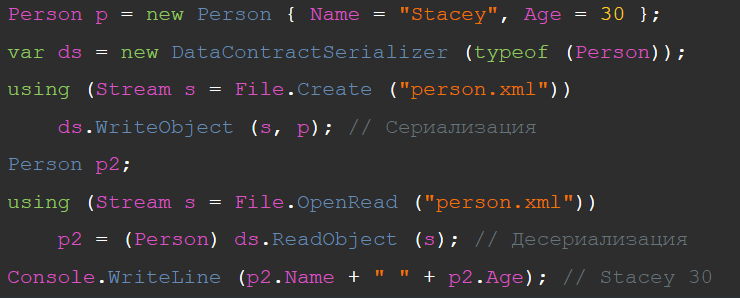 Person p = new Person { Name = "Stacey", Age = 30 };
var ds = new DataContractSerializer (typeof (Person));
using (Stream s = File.Create ("person.xml"))
    ds.WriteObject (s, p); // Сериализация
Person p2;
using (Stream s = File.OpenRead ("person.xml"))
    p2 = (Person) ds.ReadObject (s); // Десериализация
Console.WriteLine (p2.Name + " " + p2.Age); // Stacey 30